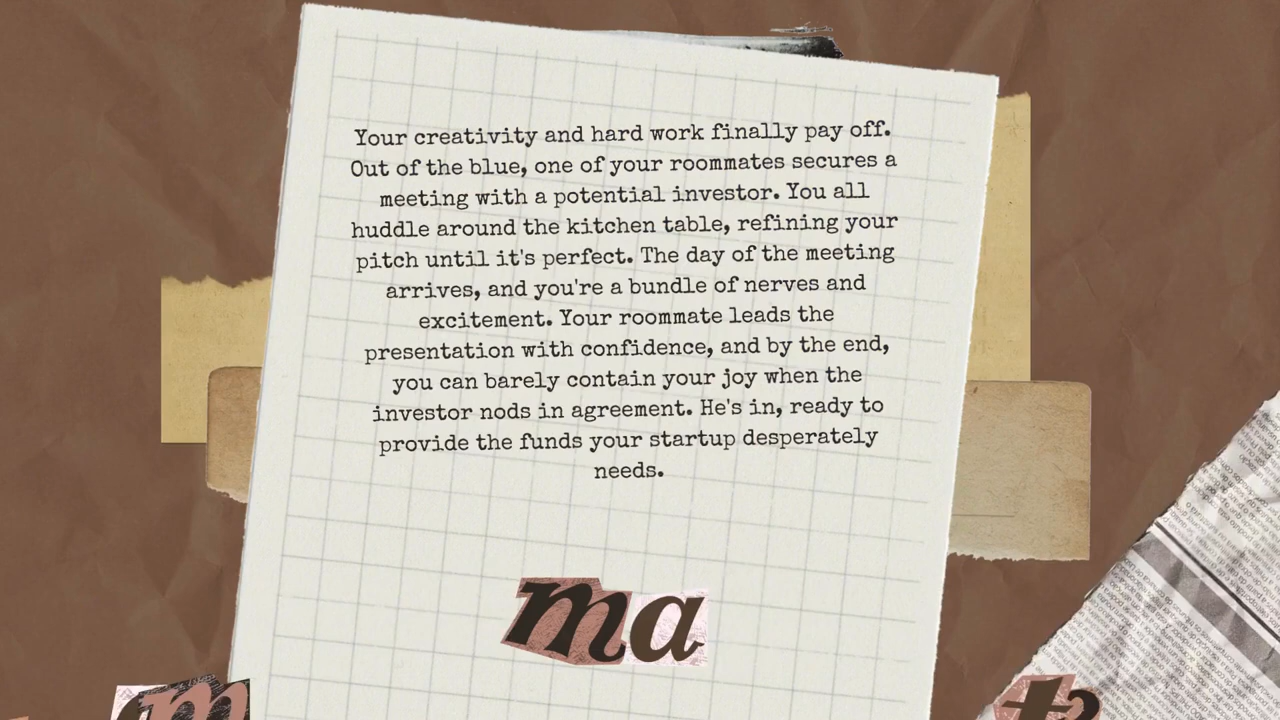 Your creativity and hard work finally pay off.
Out of the blue, one of your roommates secures a
meeting with a potential investor. You all
huddle around the kitchen table, refining your
pitch until it's perfect. The day of the meeting
arrives, and you're a bundle of nerves and
excitement. Your roommate leads the
presentation with confidence, and by the end,
you can barely contain your joy when the
investor nods in agreement. He's in, ready to
provide the funds your startup desperately
needs.
ma
m
t